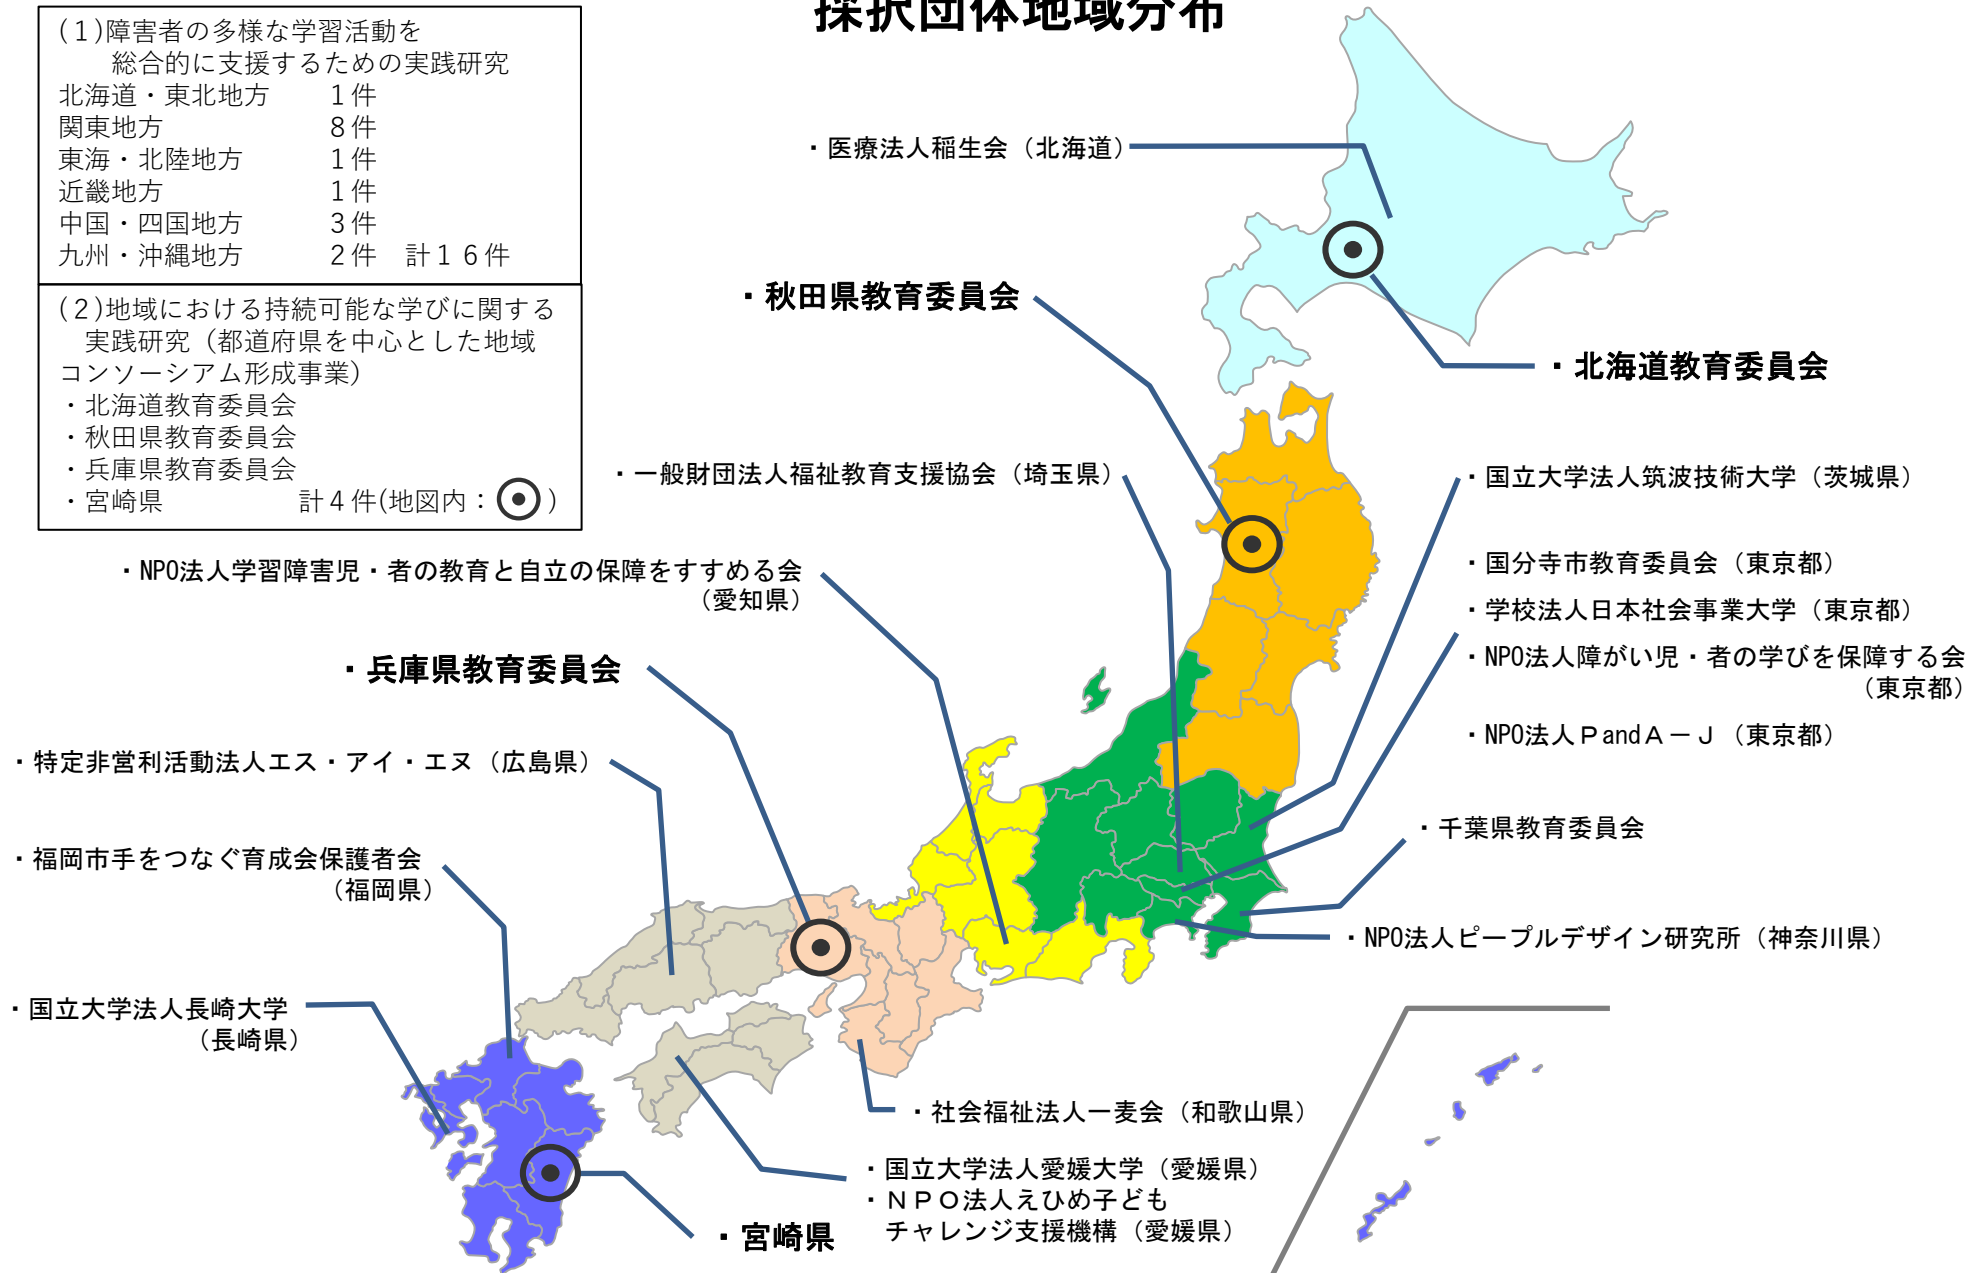 採択団体地域分布
(１)障害者の多様な学習活動を
総合的に支援するための実践研究
北海道・東北地方　１件
関東地方　８件
東海・北陸地方　１件
近畿地方　１件
中国・四国地方　３件
九州・沖縄地方　２件　計１６件
(２)地域における持続可能な学びに関する
実践研究（都道府県を中心とした地域
コンソーシアム形成事業）
・北海道教育委員会
・秋田県教育委員会
・兵庫県教育委員会
・宮崎県　計４件(地図内：　)
・医療法人稲生会（北海道）
・秋田県教育委員会
・北海道教育委員会
・一般財団法人福祉教育支援協会（埼玉県）
・国立大学法人筑波技術大学（茨城県）
・NPO法人学習障害児・者の教育と自立の保障をすすめる会
（愛知県）
・国分寺市教育委員会（東京都）
・学校法人日本社会事業大学（東京都）
・NPO法人障がい児・者の学びを保障する会
（東京都）
・NPO法人ＰandＡ－Ｊ（東京都）
・兵庫県教育委員会
・特定非営利活動法人エス・アイ・エヌ（広島県）
・千葉県教育委員会
・福岡市手をつなぐ育成会保護者会
（福岡県）
・NPO法人ピープルデザイン研究所（神奈川県）
・国立大学法人長崎大学
（長崎県）
・社会福祉法人一麦会（和歌山県）
・国立大学法人愛媛大学（愛媛県）
・ＮＰＯ法人えひめ子ども
チャレンジ支援機構（愛媛県）
・宮崎県